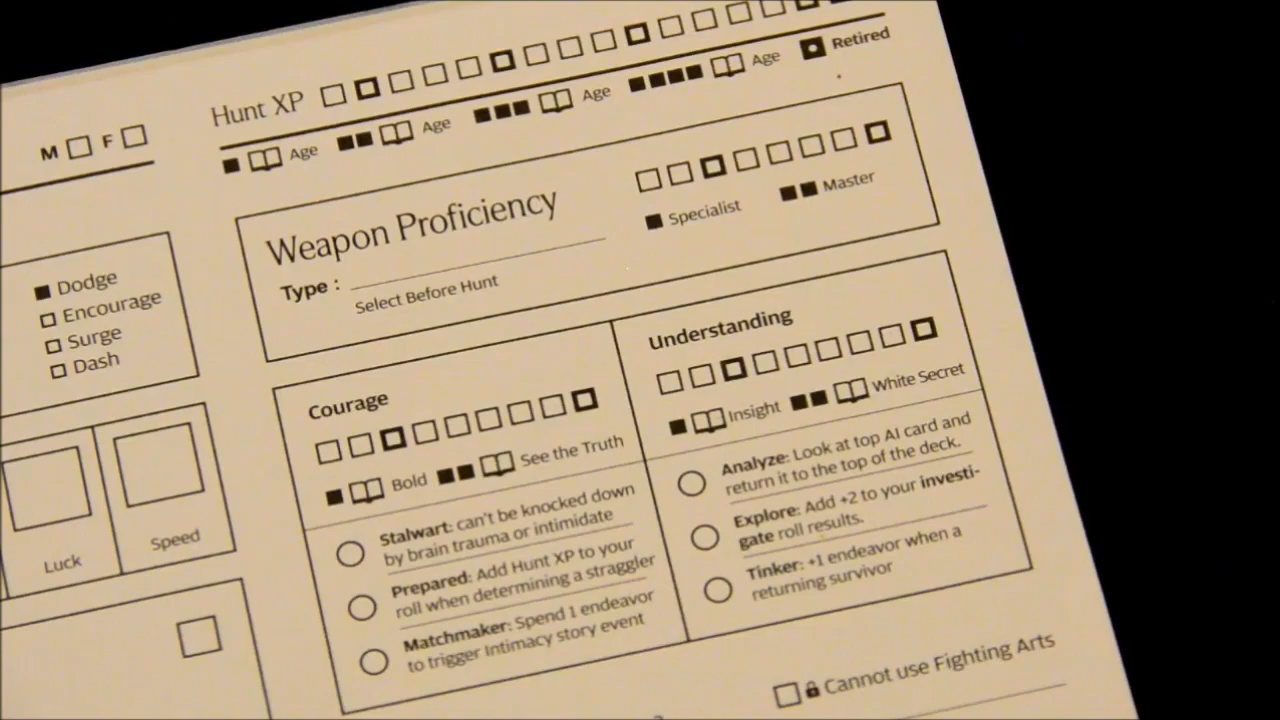 Hunt XP
Age Age Age Age Retired
M F
Weapon Proficiency
Type :
Select Before Hunt
Specialist Master
Dodge
Encourage
Surge
Dash
Luck
Speed
Courage
Bold See the Truth
Stalwart: can't be knocked down
by brain trauma or intimidate
Prepared: Add Hunt XP to your
roll when determining a straggler
Matchmaker: Spend 1 endeavor
to trigger Intimacy story event
Understanding
Insight White Secret
Analyze: Look at top AI card and
return it to the top of the deck.
Explore: Add +2 to your investi-
gate roll results.
Tinker: +1 endeavor when a
returning survivor
Cannot use Fighting Arts